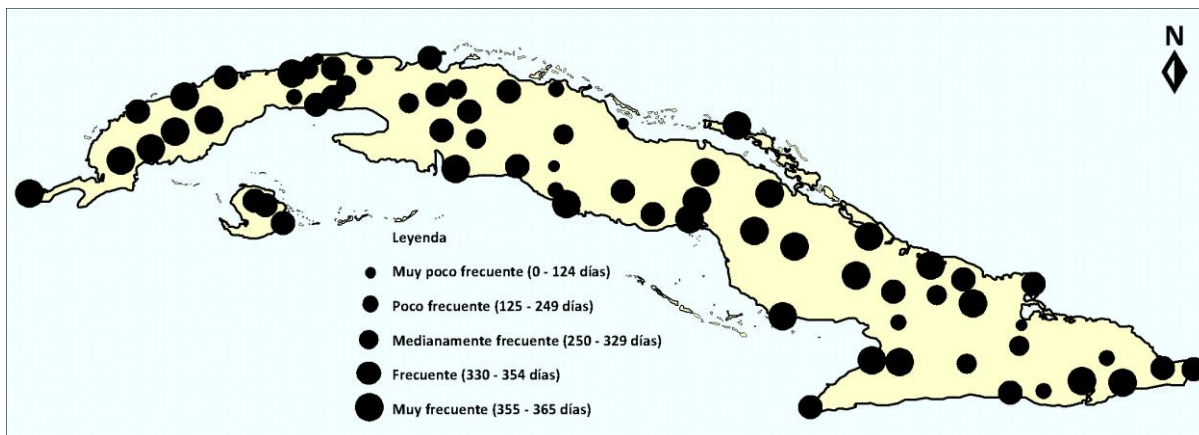 N
Leyenda
Muy poco frecuente (0 - 124 días)
Poco frecuente (125 - 249 días)
Medianamente frecuente (250 - 329 días)
Frecuente (330 - 354 días)
Muy frecuente (355 - 365 días)